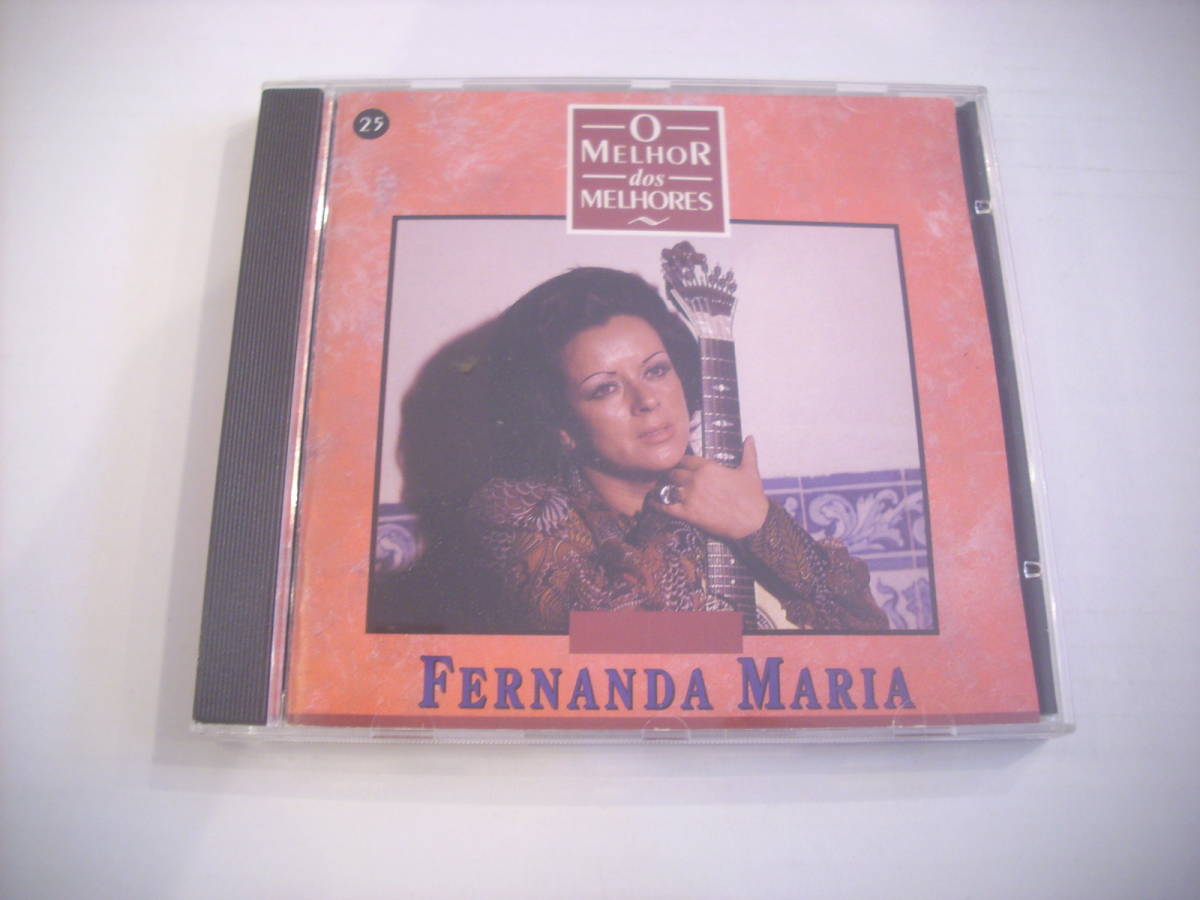 25
O
MELHOR
dos
MELHORES
FERNANDA MARIA